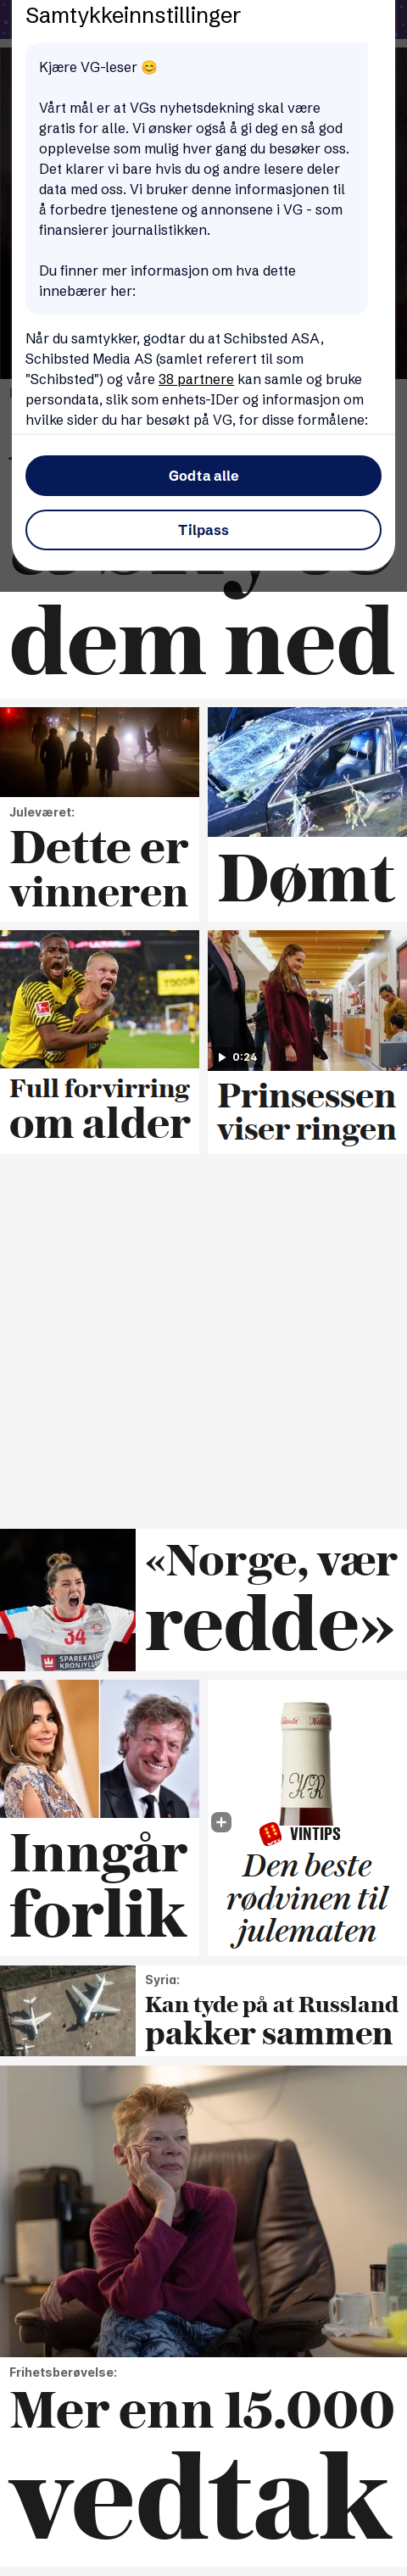 Samtykkeinnstillinger
Kjære VG-leser 😊
Vårt mål er at VGs nyhetsdekning skal være
gratis for alle. Vi ønsker også å gi deg en så god
opplevelse som mulig hver gang du besøker oss.
Det klarer vi bare hvis du og andre lesere deler
data med oss. Vi bruker denne informasjonen til
å forbedre tjenestene og annonsene i VG - som
finansierer journalistikken.
Du finner mer informasjon om hva dette
innebærer her:
Når du samtykker, godtar du at Schibsted ASA,
Schibsted Media AS (samlet referert til som
"Schibsted") og våre 38 partnere kan samle og bruke
persondata, slik som enhets-IDer og informasjon om
hvilke sider du har besøkt på VG, for disse formålene:
Godta alle
Tilpass
dem ned
Juleværet:
Dette er
vinneren
Dømt
Full forvirring
om alder
0:24
Prinsessen
viser ringen
34
SPAREKASSEN
KRONJYLLA
«Norge, vær
redde»
Inngår
forlik
VINTIPS
Den beste
rødvinen til
julematen
Syria:
Kan tyde på at Russland
pakker sammen
Frihetsberøvelse:
Mer enn 15.000
vedtak